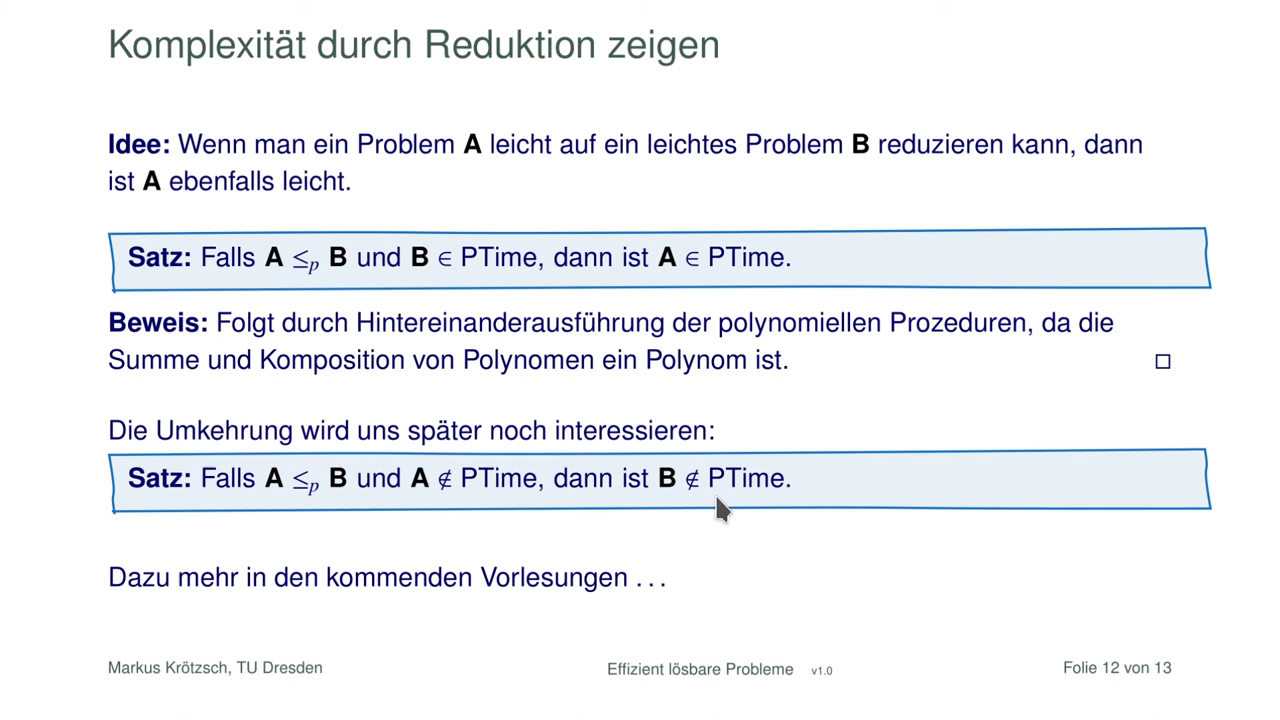 Komplexität durch Reduktion zeigen
Idee: Wenn man ein Problem A leicht auf ein leichtes Problem B reduzieren kann, dann
ist A ebenfalls leicht.
Satz: Falls A ≤p B und B ∈ PTime, dann ist A ∈ PTime.
Beweis: Folgt durch Hintereinanderausführung der polynomiellen Prozeduren, da die
Summe und Komposition von Polynomen ein Polynom ist. □
Die Umkehrung wird uns später noch interessieren:
Satz: Falls A ≤p B und A ∉ PTime, dann ist B ∉ PTime.
Dazu mehr in den kommenden Vorlesungen . . .
Markus Krötzsch, TU Dresden Effizient lösbare Probleme v1.0 Folie 12 von 13